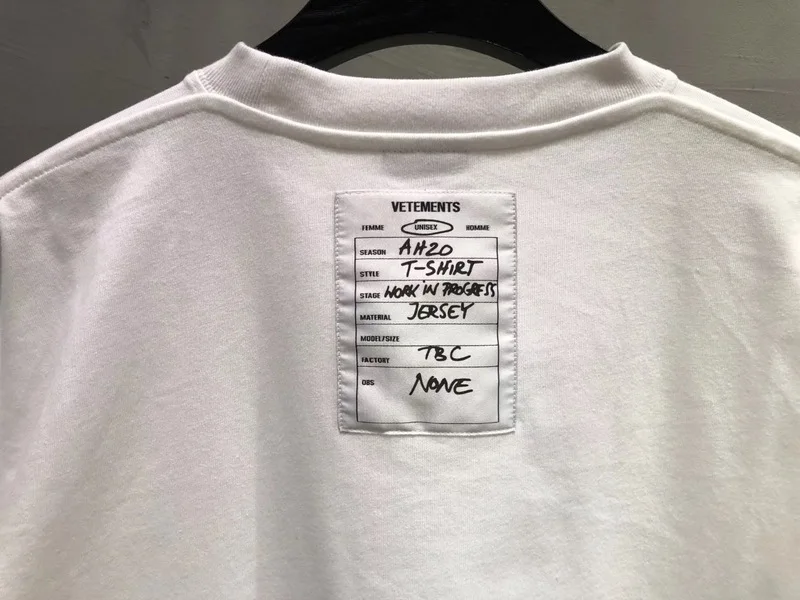 VETEMENTS
FEMME UNISEX HOMME
SEASON AH20
STYLE T-SHIRT
STAGE WORK IN PROGRESS
MATERIAL JERSEY
MODEL/SIZE
FACTORY TBC
OBS NONE